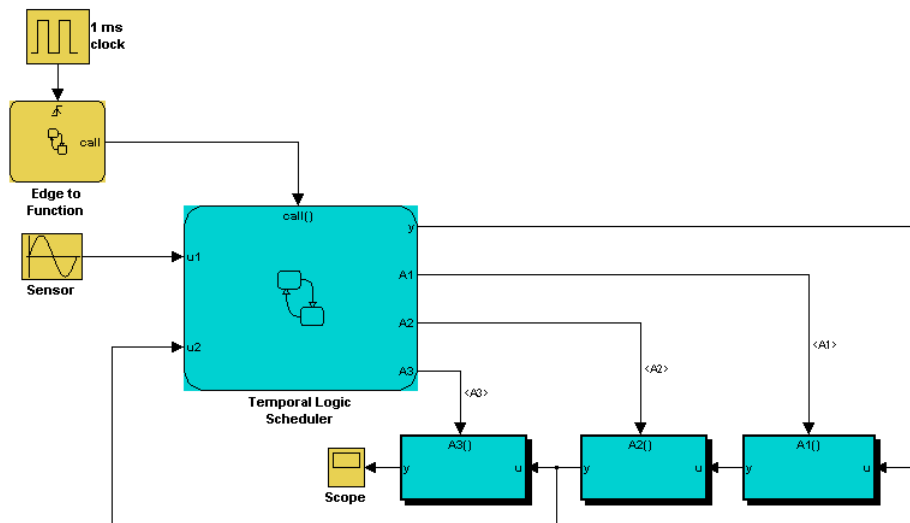 1 ms
clock
call
Edge to
Function
call()
y
u1
A1
Sensor
A2
u2
<A1>
<A2>
A3
<A3>
Temporal Logic
Scheduler
A3()
A2()
A1()
y
u
y
u
y
u
Scope